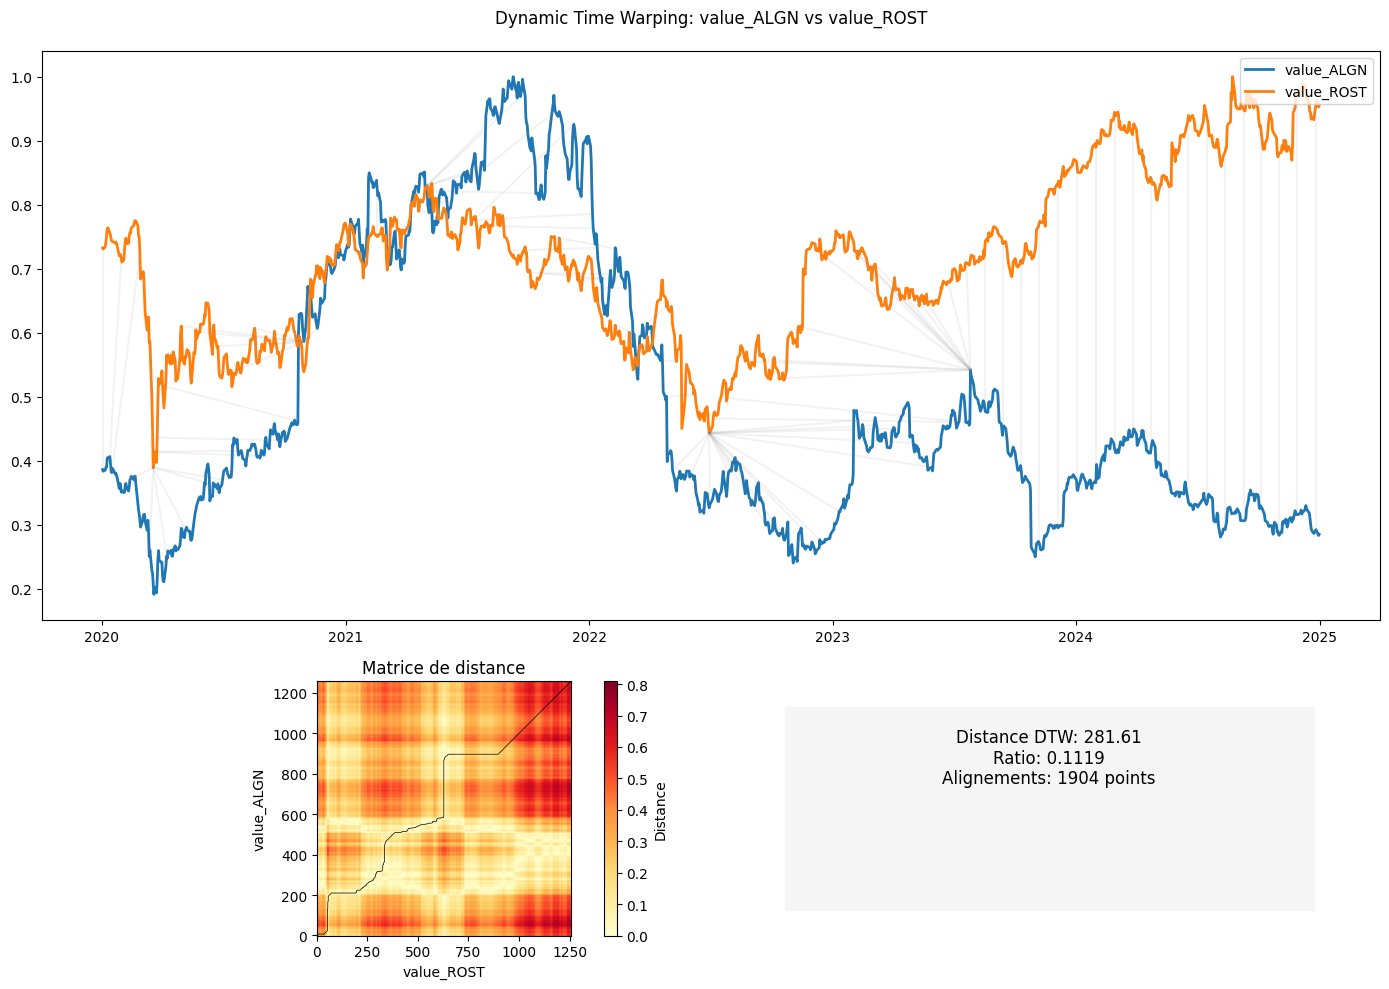 Dynamic Time Warping: value_ALGN vs value_ROST
value_ALGN
value_ROST
1.0
0.9
0.8
0.7
0.6
0.5
0.4
0.3
0.2
2020 2021 2022 2023 2024 2025
Matrice de distance
value_ALGN
1200
1000
800
600
400
200
0
0 250 500 750 1000 1250
value_ROST
0.8
0.7
0.6
0.5
0.4
0.3
0.2
0.1
0.0
Distance
Distance DTW: 281.61
Ratio: 0.1119
Alignements: 1904 points